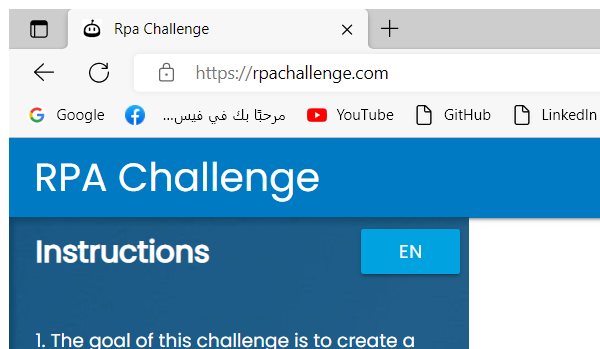 Rpa Challenge
https://rpachallenge.com
Google مرحبًا بك في فيس... YouTube GitHub LinkedIn
RPA Challenge
Instructions EN
1. The goal of this challenge is to create a